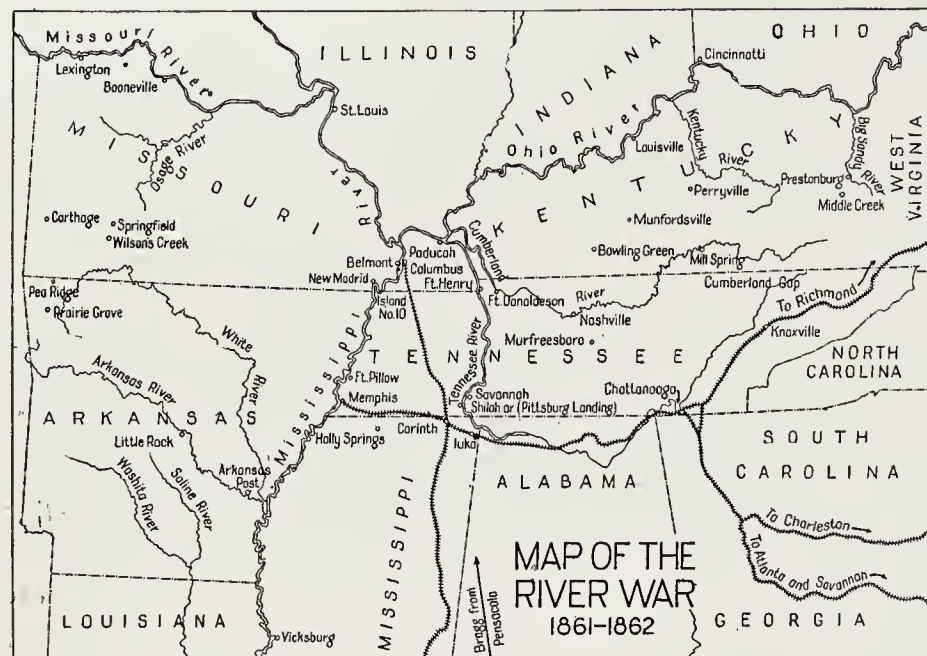 Missouri River
Lexington
Booneville
ILLINOIS
INDIANA
OHIO
Cincinnotti
St. Louis
Ohio River
Louisville
Kentucky River
Big Sandy River
WEST VIRGINIA
MISSOURI
Osage River
River
KENTUCKY
Perryville
Prestonburg
Middle Creek
Munfordsville
Carthage
Springfield
Wilson's Creek
Paducah
Cumberland River
Bowling Green
Mill Spring
Belmont
Columbus
New Madrid
Ft. Henry
Ft. Donaldeson
Cumberland Gap
To Richmond
Pea Ridge
Prairie Grove
Island No. 10
Nashville
White River
Mississippi
TENNESSEE
Murfreesboro
Knoxville
NORTH CAROLINA
Arkansas River
Ft. Pillow
Memphis
Tennessee River
Savannah
Shiloh or (Pittsburg Landing)
Chattanooga
ARKANSAS
Little Rock
Holly Springs
Corinth
Iuka
SOUTH CAROLINA
Arkansas Post
Washita River
Saline River
MISSISSIPPI
ALABAMA
To Charleston
To Atlanta and Savannah
LOUISIANA
Vicksburg
Bragg from Pensacola
MAP OF THE
RIVER WAR
1861-1862
GEORGIA